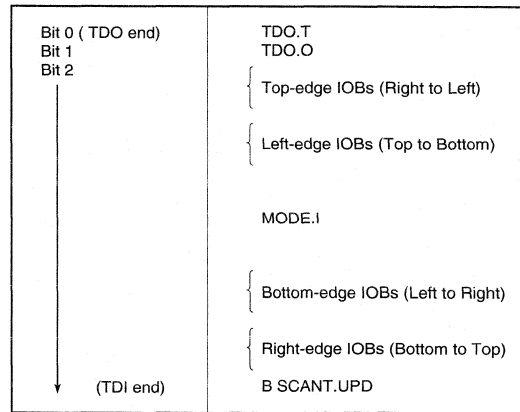 Bit 0 ( TDO end) TDO.T
Bit 1 TDO.O
Bit 2
Top-edge IOBs (Right to Left)
Left-edge IOBs (Top to Bottom)
MODE.I
Bottom-edge IOBs (Left to Right)
Right-edge IOBs (Bottom to Top)
(TDI end) B SCANT.UPD